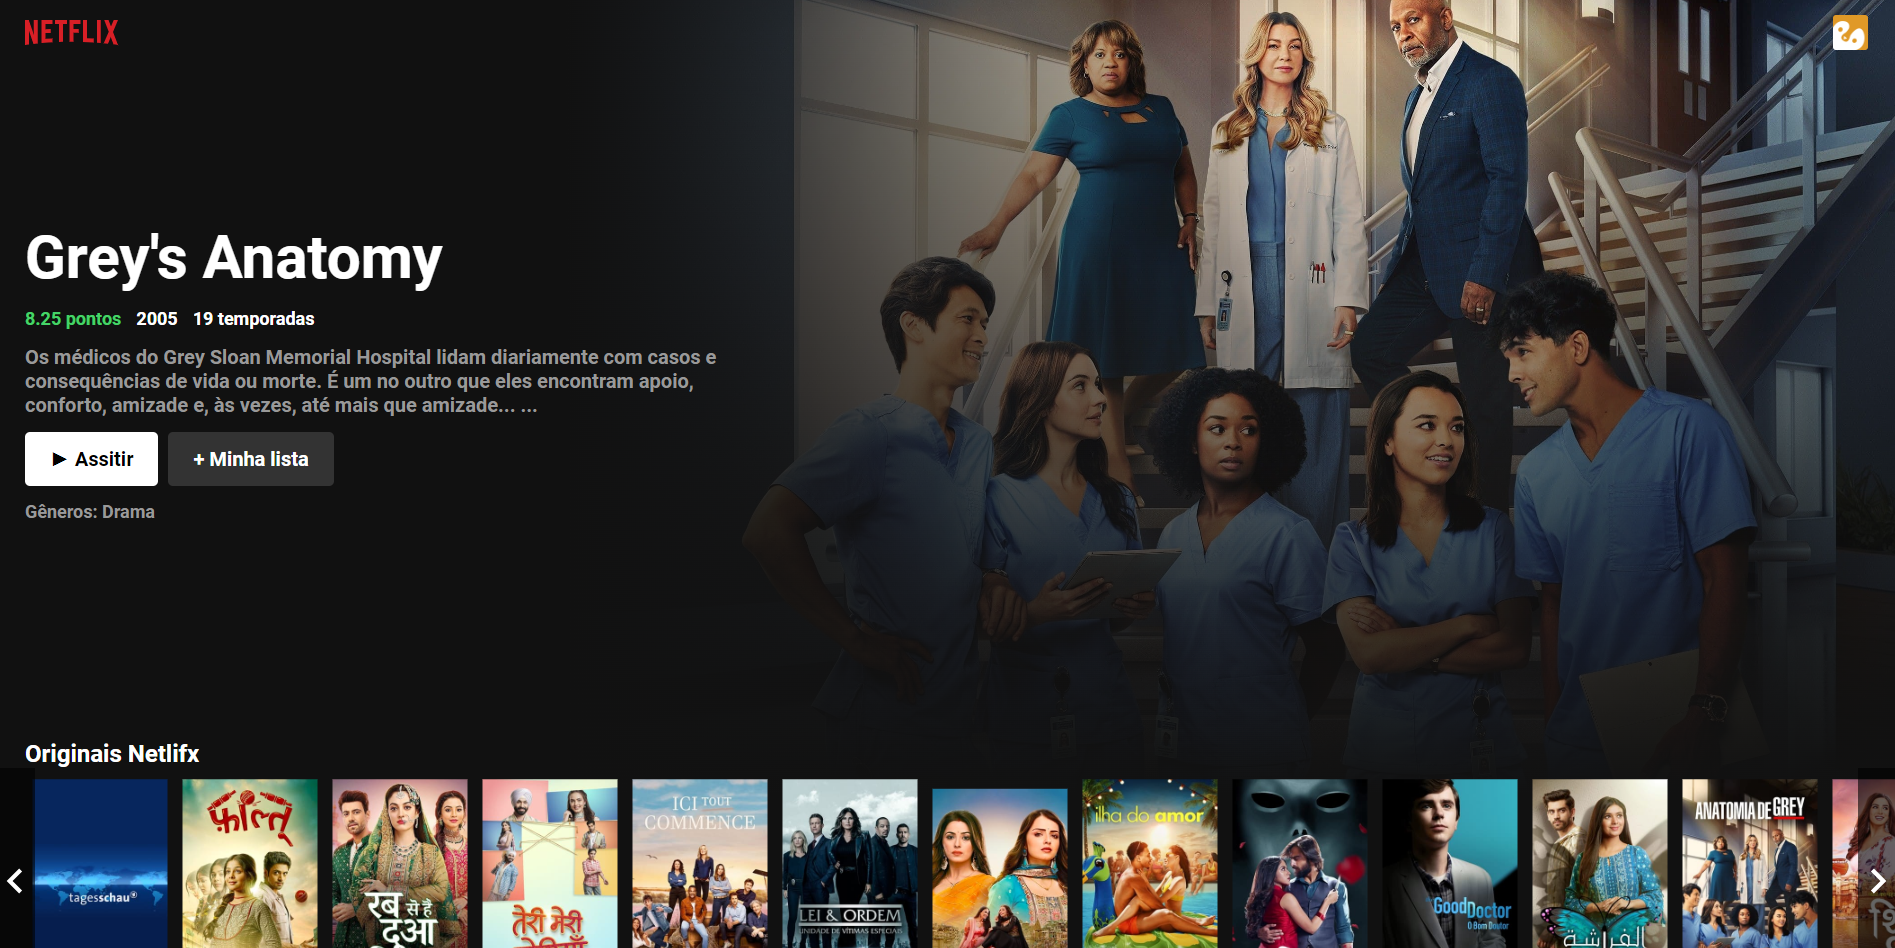 NETFLIX
Grey's Anatomy
8.25 pontos 2005 19 temporadas
Os médicos do Grey Sloan Memorial Hospital lidam diariamente com casos e
consequências de vida ou morte. É um no outro que eles encontram apoio,
conforto, amizade e, às vezes, até mais que amizade... ...
► Assitir
+ Minha lista
Gêneros: Drama
Originais Netlifx
tagesschau
फ़ालतू
रब से है
दुआ
तेरी मेरी
ICI TOUT
COMMENCE
LEI & ORDEM
UNIDADE DE VÍTIMAS ESPECIAIS
ilha do amor
GoodDoctor
O Bom Doutor
الفراشة
ANATOMIA DE GREY